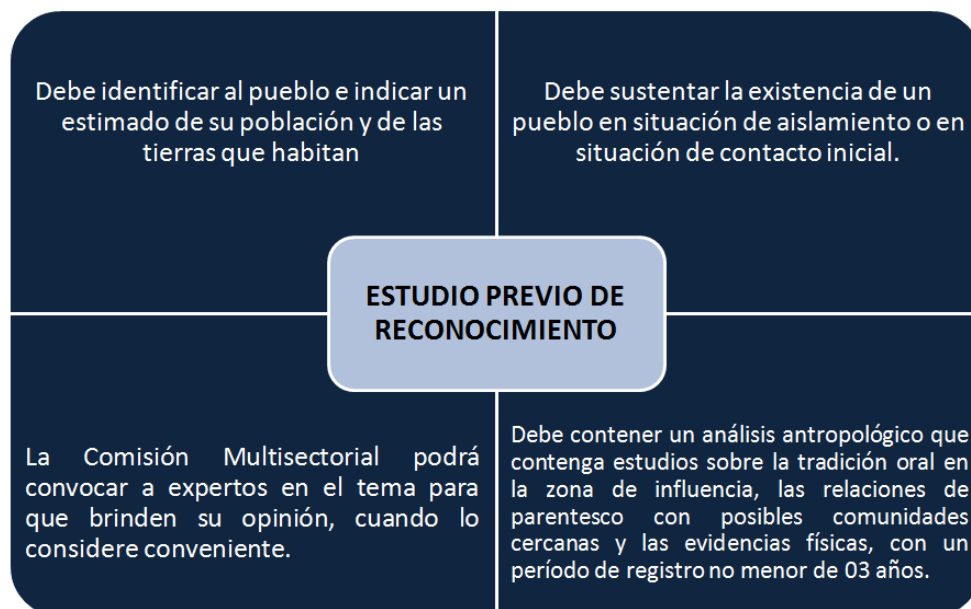 Debe identificar al pueblo e indicar un
estimado de su población y de las
tierras que habitan
Debe sustentar la existencia de un
pueblo en situación de aislamiento o en
situación de contacto inicial.
ESTUDIO PREVIO DE
RECONOCIMIENTO
La Comisión Multisectorial podrá
convocar a expertos en el tema para
que brinden su opinión, cuando lo
considere conveniente.
Debe contener un análisis antropológico que
contenga estudios sobre la tradición oral en
la zona de influencia, las relaciones de
parentesco con posibles comunidades
cercanas y las evidencias físicas, con un
período de registro no menor de 03 años.